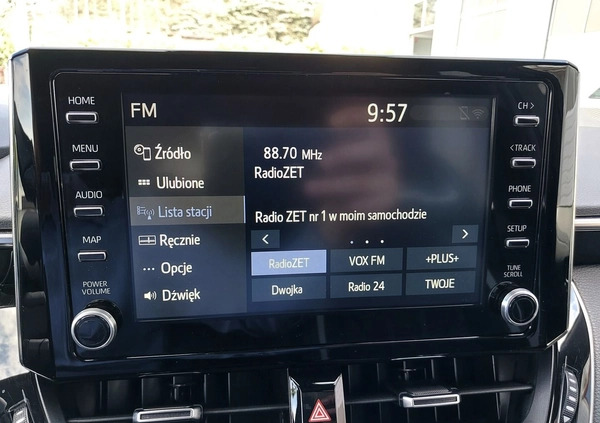 FM
9:57
HOME
MENU
AUDIO
MAP
POWER
VOLUME
Źródło
Ulubione
Lista stacji
Ręcznie
Opcje
Dźwięk
88.70 MHz
RadioZET
Radio ZET nr 1 w moim samochodzie
RadioZET
VOX FM
+PLUS+
Dwojka
Radio 24
TWOJE
CH >
< TRACK
PHONE
SETUP
TUNE
SCROLL